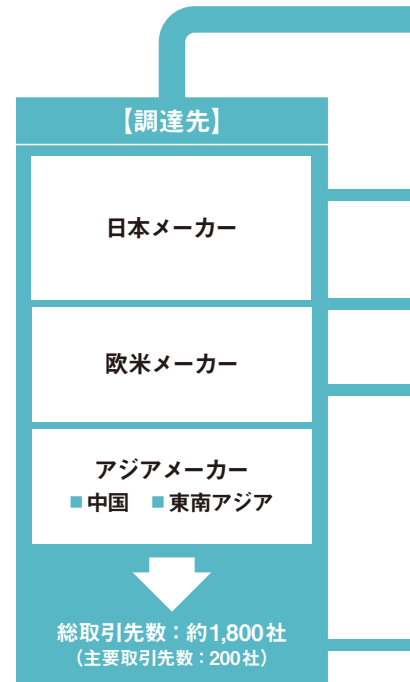 【調達先】
日本メーカー
欧米メーカー
アジアメーカー
■中国 ■東南アジア
総取引先数：約1,800社
（主要取引先数：200社）